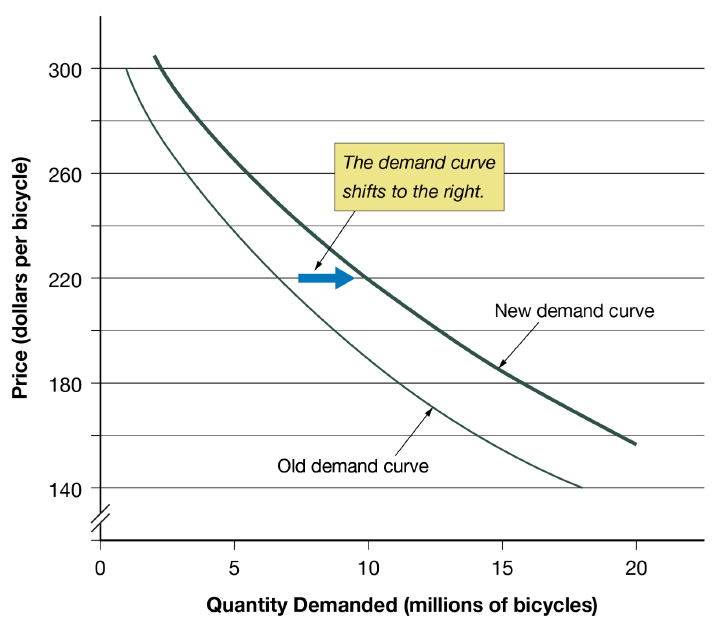 Price (dollars per bicycle)
300
260
220
180
140
The demand curve
shifts to the right.
New demand curve
Old demand curve
0
5
10
15
20
Quantity Demanded (millions of bicycles)